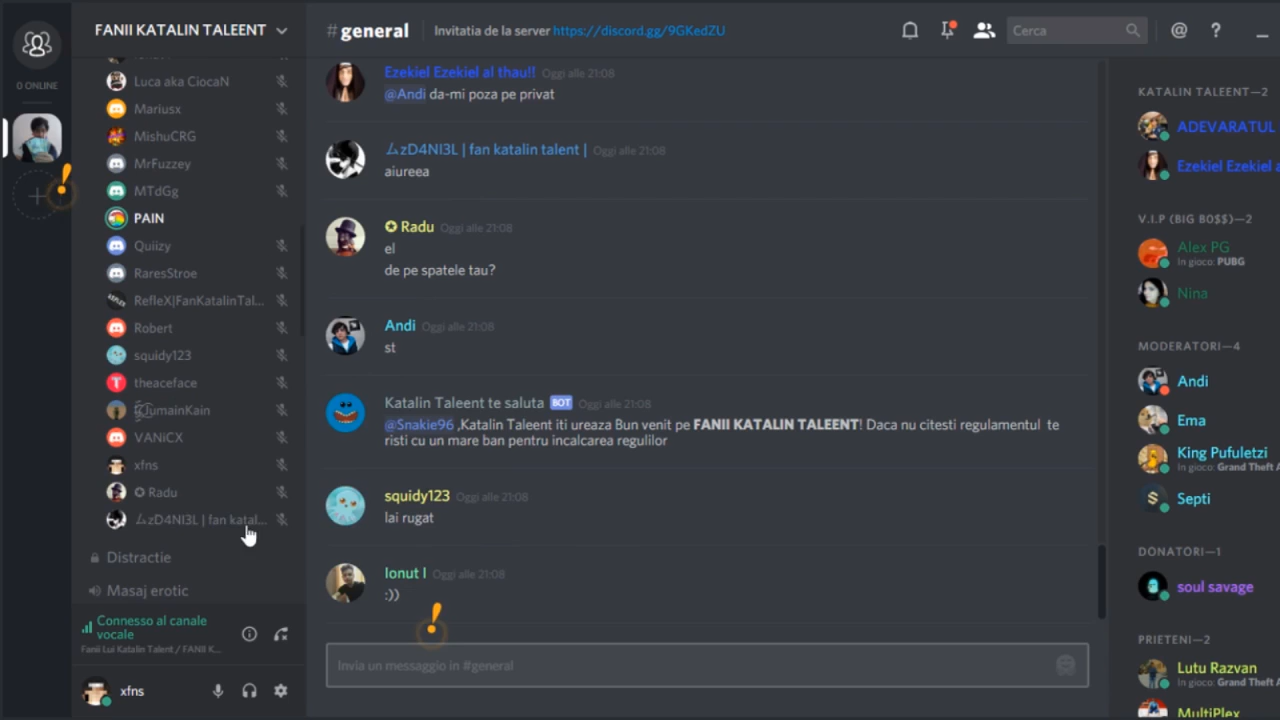 FANII KATALIN TALEENT
0 ONLINE
Luca aka CiocaN
Mariusx
MishuCRG
MrFuzzey
MTdGg
PAIN
Quiizy
RaresStroe
RefleX|FanKatalinTal...
Robert
squidy123
theaceface
umainKain
VANiCX
xfns
✪ Radu
厶zD4NI3L | fan katal...
Distractie
Masaj erotic
Connesso al canale
vocale
Fanii Lui Katalin Talent / FANII K...
xfns
#general
Invitatia de la server https://discord.gg/9GKedZU
Cerca
Ezekiel Ezekiel al thau!! Oggi alle 21:08
@Andi da-mi poza pe privat
厶zD4NI3L | fan katalin talent | Oggi alle 21:08
aiureea
✪ Radu Oggi alle 21:08
el
de pe spatele tau?
Andi Oggi alle 21:08
st
Katalin Taleent te saluta BOT Oggi alle 21:08
@Snakie96 ,Katalin Taleent iti ureaza Bun venit pe FANII KATALIN TALEENT! Daca nu citesti regulamentul te
risti cu un mare ban pentru incalcarea regulilor
squidy123 Oggi alle 21:08
lai rugat
Ionut I Oggi alle 21:08
:))
Invia un messaggio in #general
KATALIN TALEENT—2
ADEVARATUL
Ezekiel Ezekiel a
V.I.P (BIG BO$$)—2
Alex PG
In gioco: PUBG
Nina
MODERATORI—4
Andi
Ema
King Pufuletzi
In gioco: Grand Theft A
Septi
DONATORI—1
soul savage
PRIETENI—2
Lutu Razvan
In gioco: Grand Theft A
MultiPlex